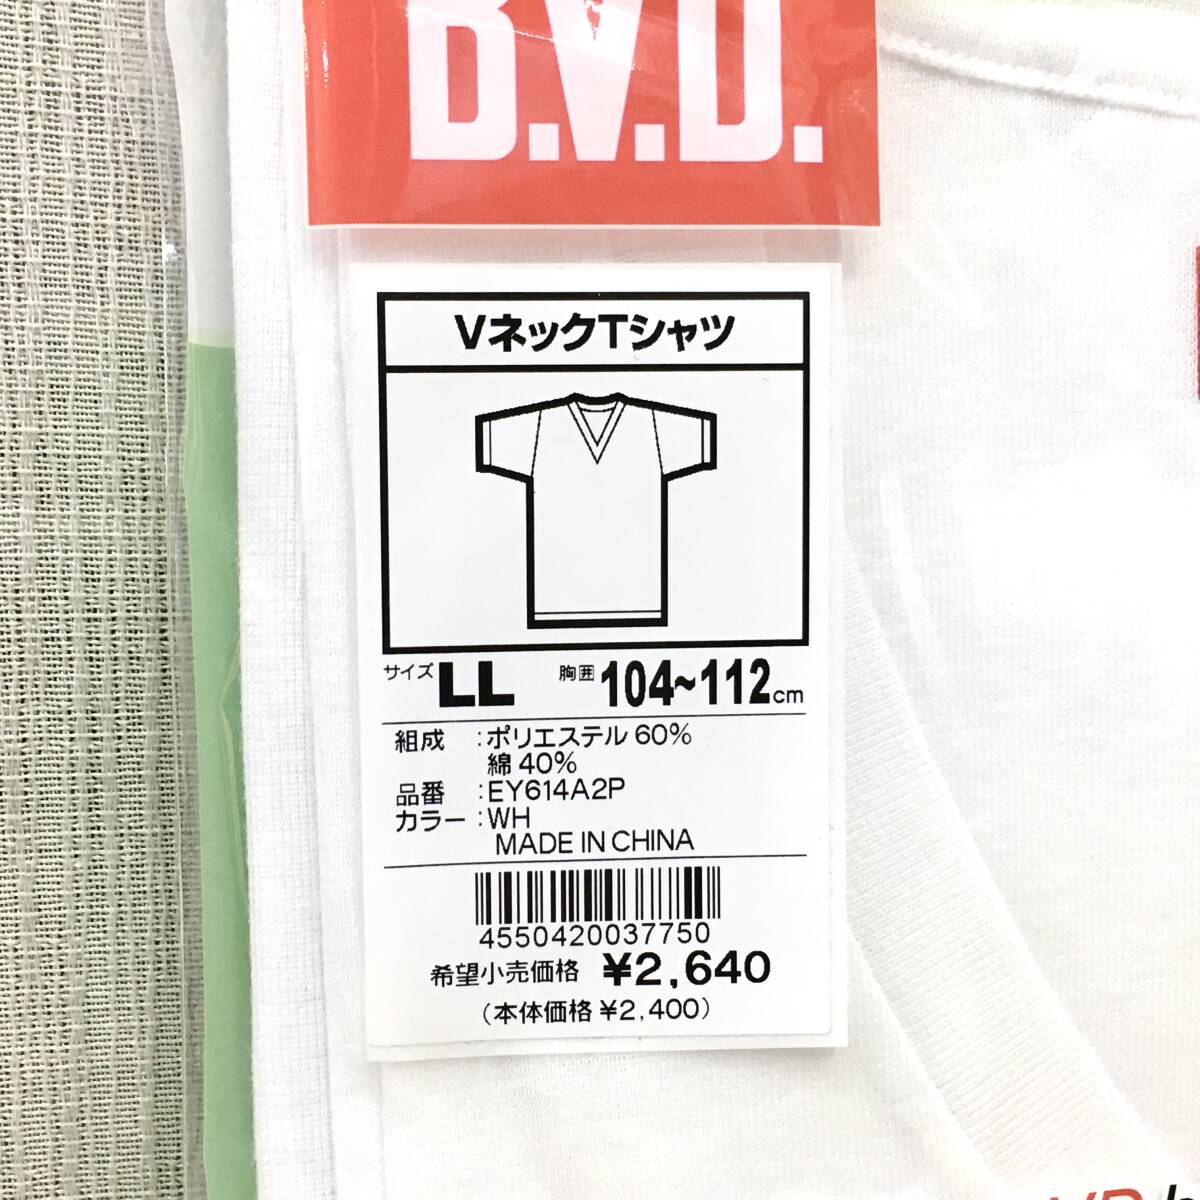 B.V.D.
VネックTシャツ
サイズ LL 胸囲 104~112cm
組成 :ポリエステル 60%
綿 40%
品番 :EY614A2P
カラー :WH
MADE IN CHINA
4550420037750
希望小売価格 ¥2,640
(本体価格 ¥2,400)